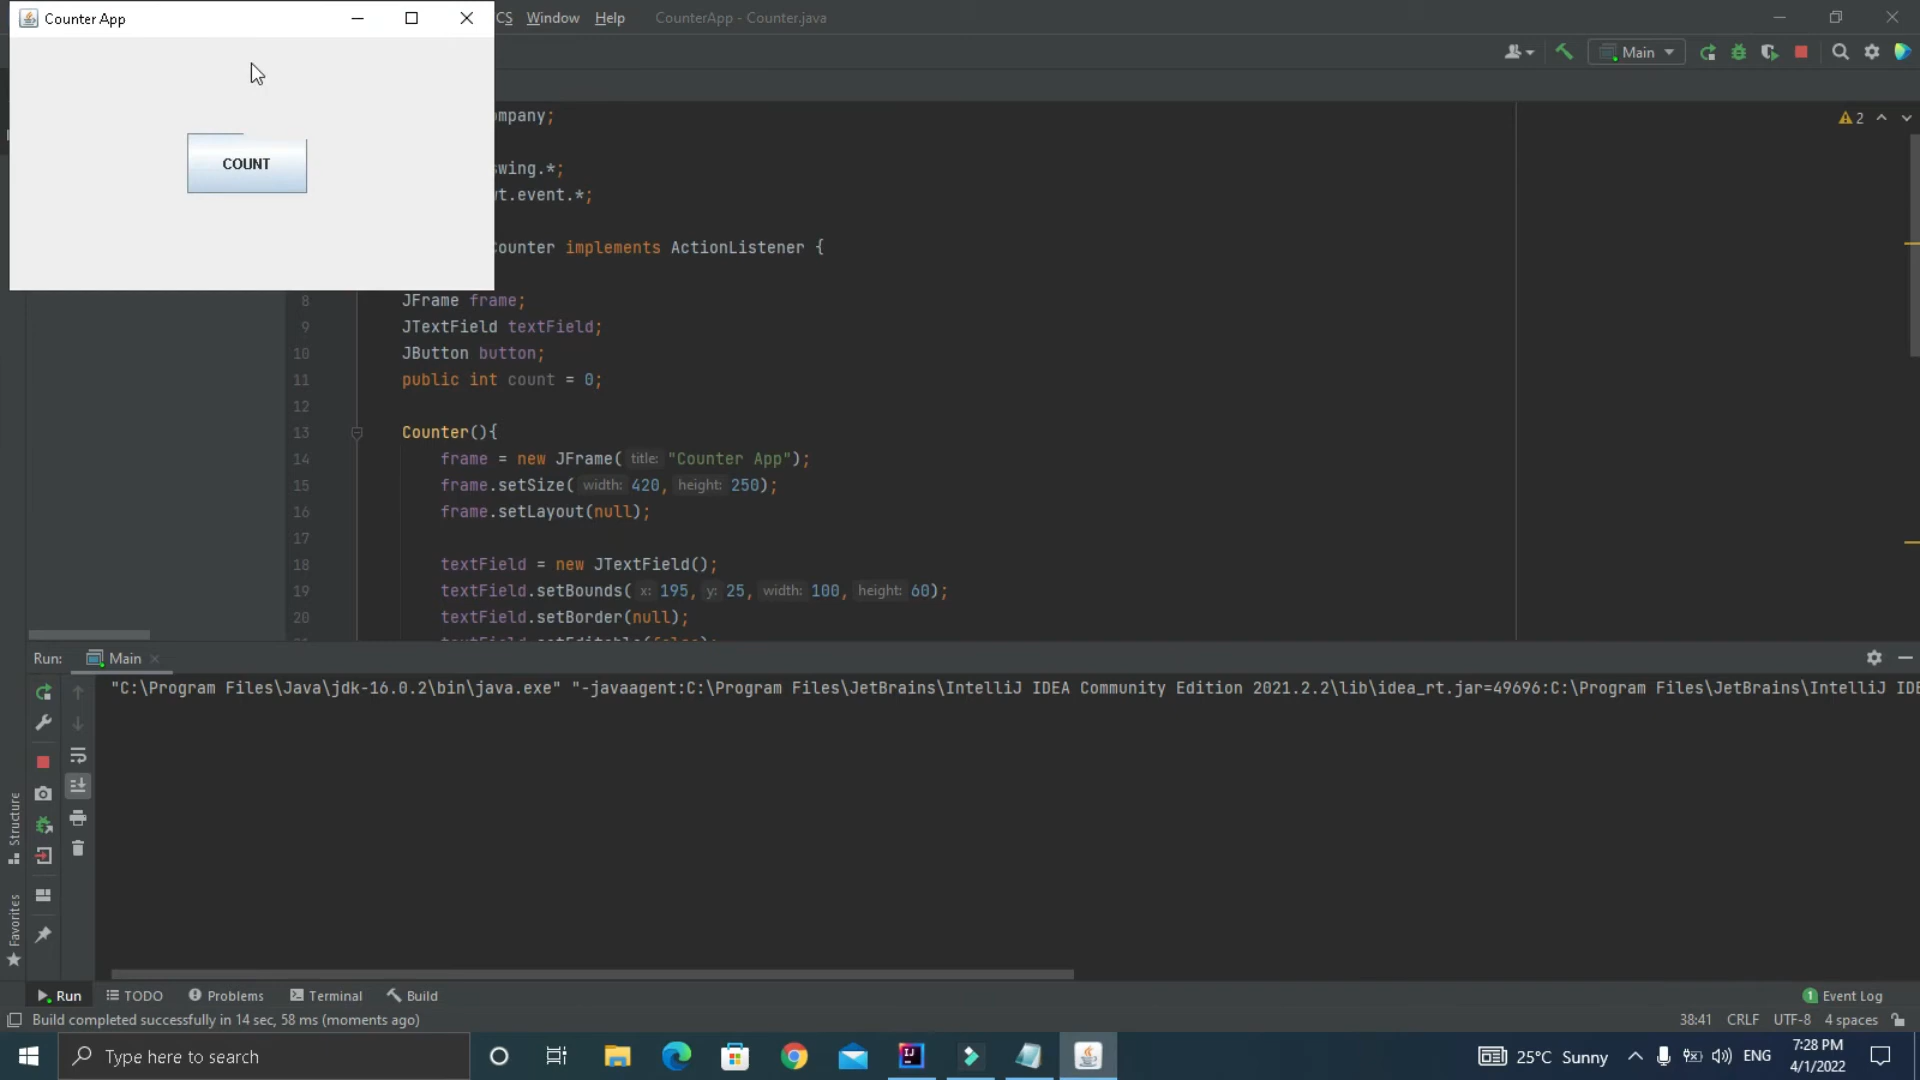 Counter App
CS Window Help CounterApp - Counter.java
Main
COUNT
mpany;
2
swing.*;
t.event.*;
Counter implements ActionListener {
8 JFrame frame;
9 JTextField textField;
10 JButton button;
11 public int count = 0;
12
13 Counter(){
14 frame = new JFrame( title: "Counter App");
15 frame.setSize( width: 420, height: 250);
16 frame.setLayout(null);
17
18 textField = new JTextField();
19 textField.setBounds( x: 195, y: 25, width: 100, height: 60);
20 textField.setBorder(null);
textField.setEditable(false);
Run: Main
"C:\Program Files\Java\jdk-16.0.2\bin\java.exe" "-javaagent:C:\Program Files\JetBrains\IntelliJ IDEA Community Edition 2021.2.2\lib\idea_rt.jar=49696:C:\Program Files\JetBrains\IntelliJ IDE
Structure
Favorites
Run TODO Problems Terminal Build 1 Event Log
Build completed successfully in 14 sec, 58 ms (moments ago) 38:41 CRLF UTF-8 4 spaces
Type here to search
25°C Sunny ENG 7:28 PM
4/1/2022